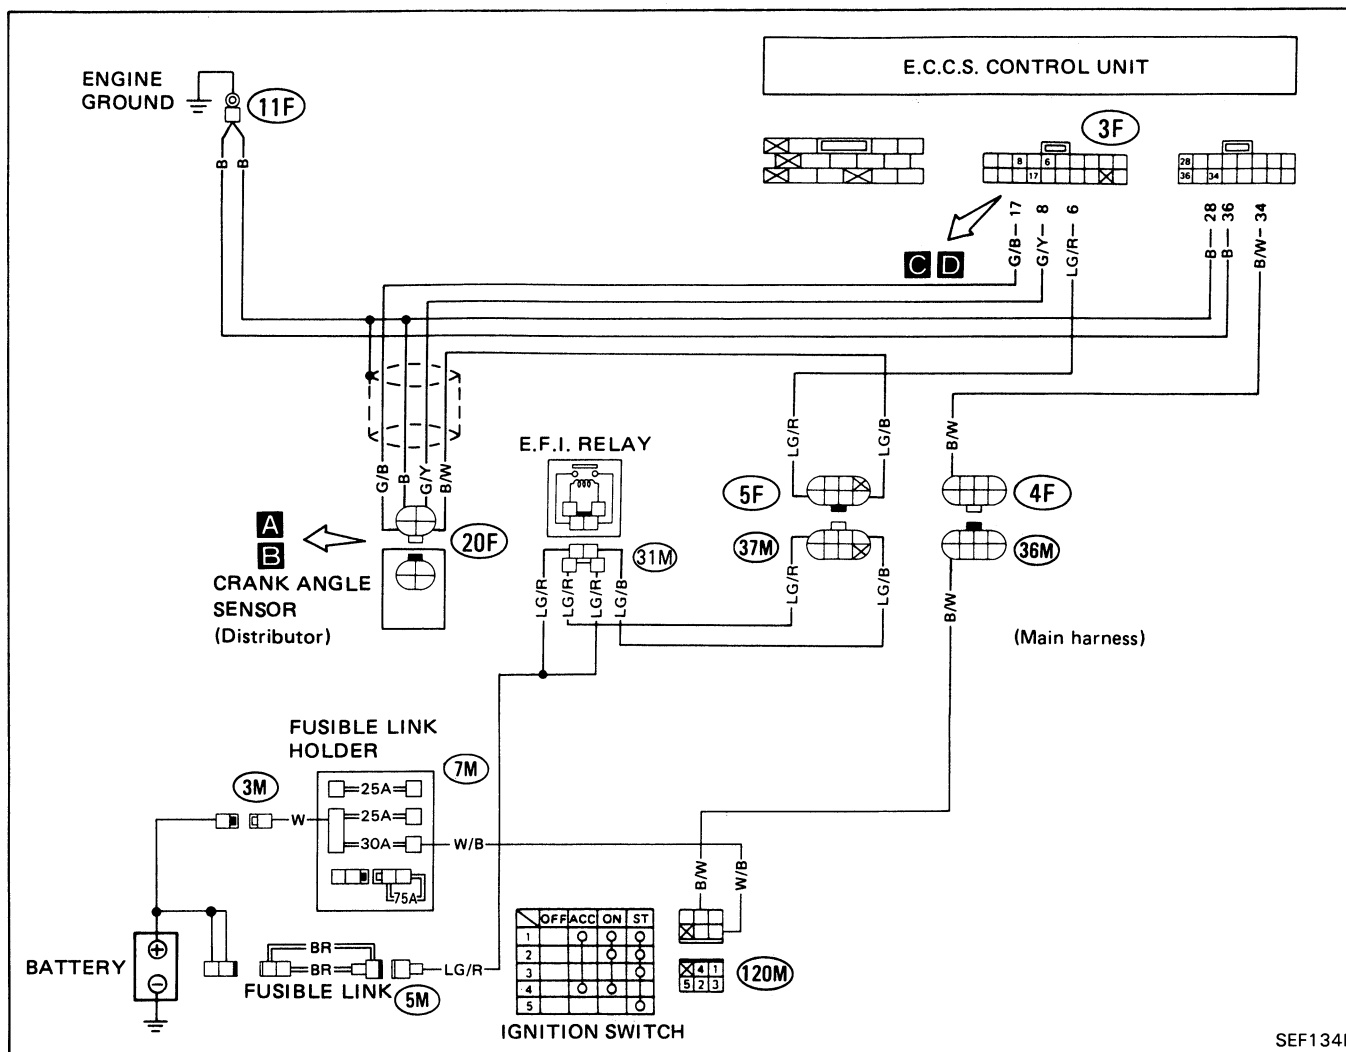 E.C.C.S. CONTROL UNIT
ENGINE
GROUND
11F
3F
8 6
17
28
36 34
B B
G/B 17
G/Y 8
LG/R 6
B 28
B 36
B/W 34
C D
G/B
B
G/Y
B/W
LG/R
LG/B
B/W
E.F.I. RELAY
5F
4F
A
B
20F
31M
37M
36M
CRANK ANGLE
SENSOR
(Distributor)
LG/R
LG/R
LG/R
LG/B
LG/R
LG/B
B/W
(Main harness)
FUSIBLE LINK
HOLDER
7M
3M
25A
W
25A
30A
W/B
75A
B/W
W/B
OFF ACC ON ST
1
2
3
4
5
4 1
5 2 3
120M
BATTERY
BR
BR
LG/R
FUSIBLE LINK
5M
IGNITION SWITCH